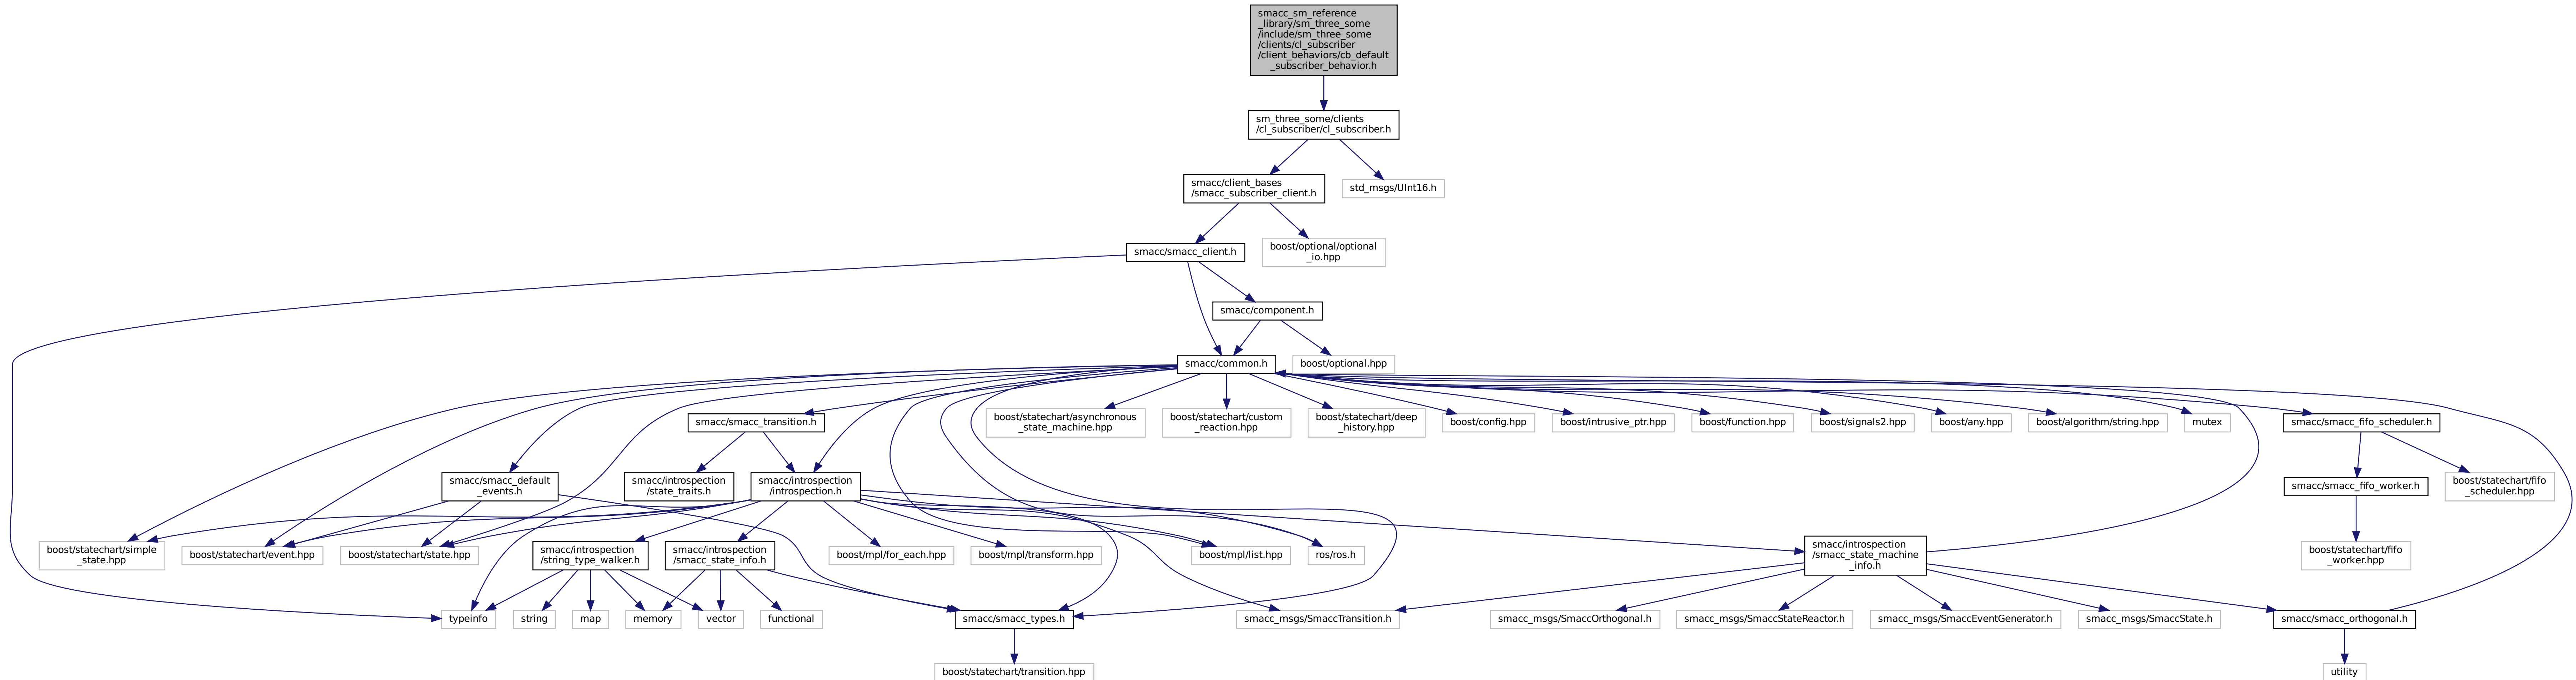 smacc_sm_reference
_library/sm_three_some
/include/sm_three_some
/clients/cl_subscriber
/client_behaviors/cb_default
_subscriber_behavior.h
sm_three_some/clients
/cl_subscriber/cl_subscriber.h
smacc/client_bases
/smacc_subscriber_client.h
std_msgs/UInt16.h
smacc/smacc_client.h
boost/optional/optional
_io.hpp
smacc/component.h
smacc/common.h
boost/optional.hpp
smacc/smacc_transition.h
boost/statechart/asynchronous
_state_machine.hpp
boost/statechart/custom
_reaction.hpp
boost/statechart/deep
_history.hpp
boost/config.hpp
boost/intrusive_ptr.hpp
boost/function.hpp
boost/signals2.hpp
boost/any.hpp
boost/algorithm/string.hpp
mutex
smacc/smacc_fifo_scheduler.h
smacc/smacc_default
_events.h
smacc/introspection
/state_traits.h
smacc/introspection
/introspection.h
smacc/smacc_fifo_worker.h
boost/statechart/fifo
_scheduler.hpp
boost/statechart/simple
_state.hpp
boost/statechart/event.hpp
boost/statechart/state.hpp
smacc/introspection
/string_type_walker.h
smacc/introspection
/smacc_state_info.h
boost/mpl/for_each.hpp
boost/mpl/transform.hpp
boost/mpl/list.hpp
ros/ros.h
smacc/introspection
/smacc_state_machine
_info.h
boost/statechart/fifo
_worker.hpp
typeinfo
string
map
memory
vector
functional
smacc/smacc_types.h
smacc_msgs/SmaccTransition.h
smacc_msgs/SmaccOrthogonal.h
smacc_msgs/SmaccStateReactor.h
smacc_msgs/SmaccEventGenerator.h
smacc_msgs/SmaccState.h
smacc/smacc_orthogonal.h
boost/statechart/transition.hpp
utility